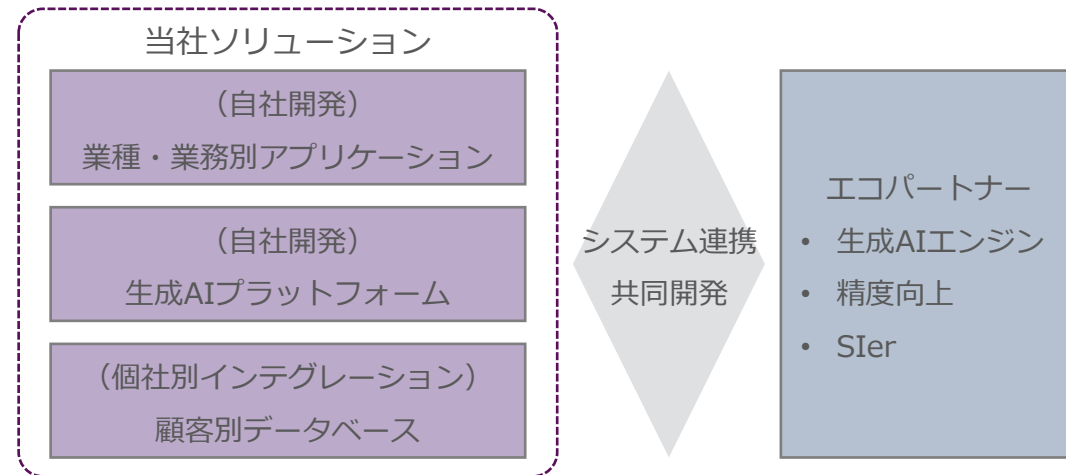 当社ソリューション
（自社開発）
業種・業務別アプリケーション
（自社開発）
生成AIプラットフォーム
（個社別インテグレーション）
顧客別データベース
システム連携
共同開発
エコパートナー
• 生成AIエンジン
• 精度向上
• SIer